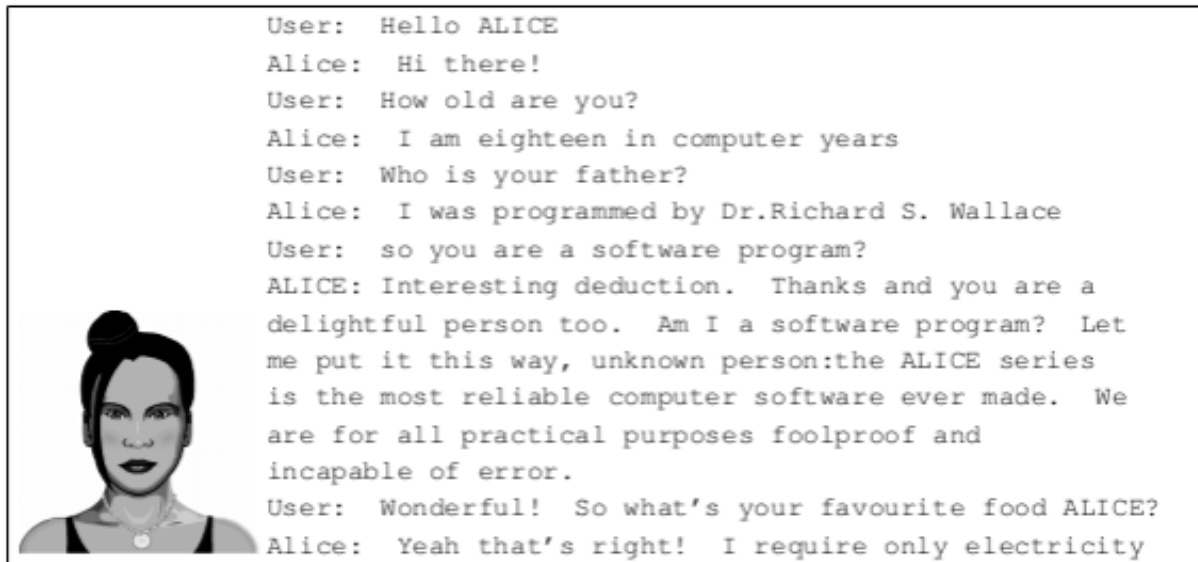 User: Hello ALICE
Alice: Hi there!
User: How old are you?
Alice: I am eighteen in computer years
User: Who is your father?
Alice: I was programmed by Dr.Richard S. Wallace
User: so you are a software program?
ALICE: Interesting deduction. Thanks and you are a
delightful person too. Am I a software program? Let
me put it this way, unknown person:the ALICE series
is the most reliable computer software ever made. We
are for all practical purposes foolproof and
incapable of error.
User: Wonderful! So what's your favourite food ALICE?
Alice: Yeah that's right! I require only electricity